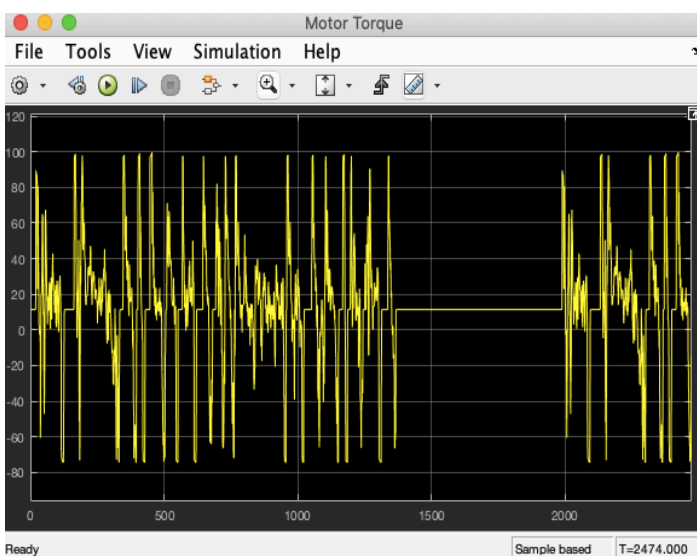 Motor Torque
File Tools View Simulation Help
120
100
80
60
40
20
0
-20
-40
-60
-80
0 500 1000 1500 2000
Ready Sample based T=2474.000